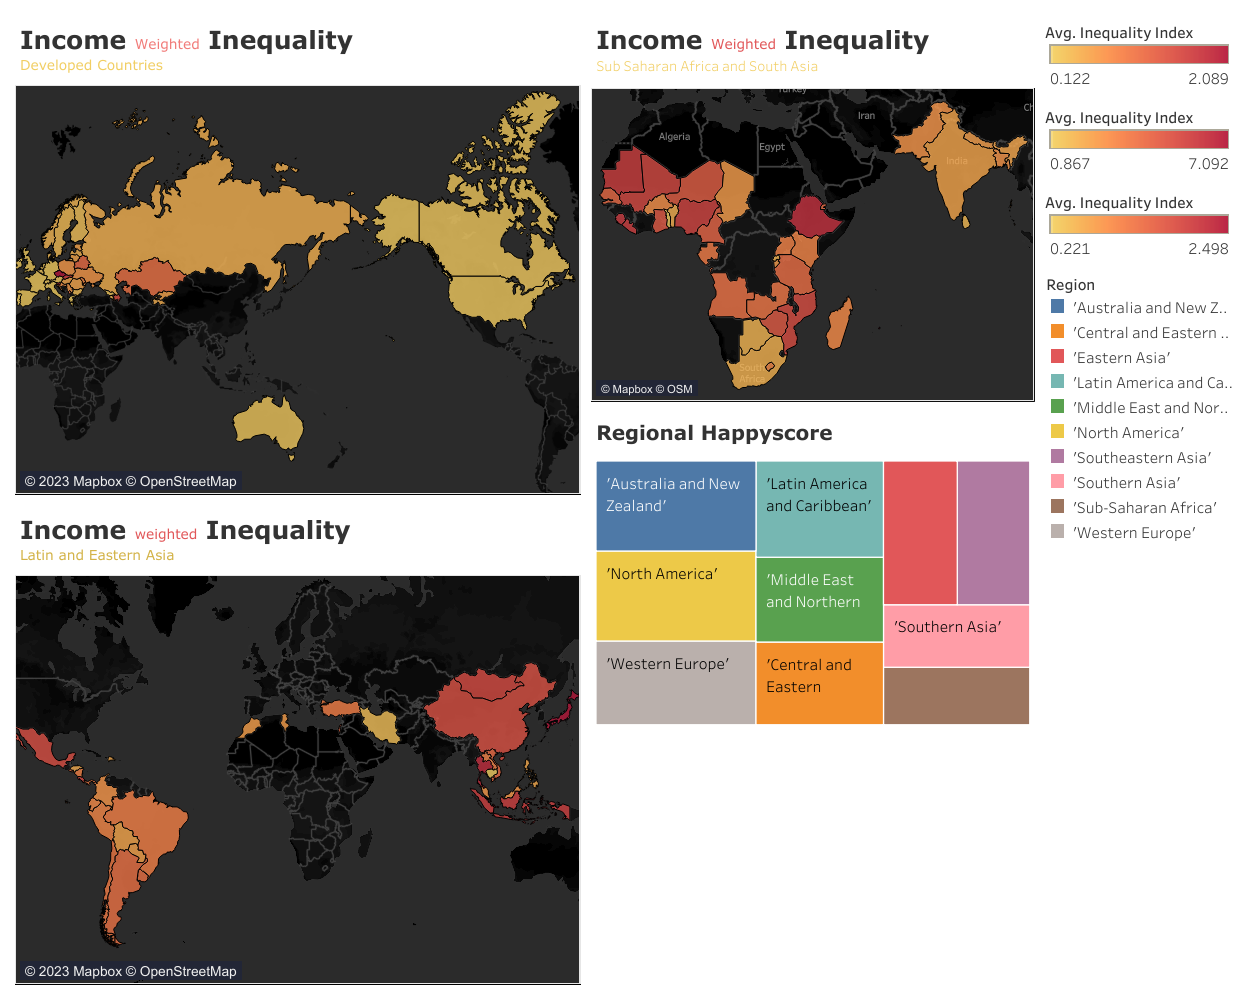 Income Weighted Inequality
Developed Countries
© 2023 Mapbox © OpenStreetMap
Income weighted Inequality
Latin and Eastern Asia
© 2023 Mapbox © OpenStreetMap
Income Weighted Inequality
Sub Saharan Africa and South Asia
Turkey
Algeria
Egypt
Iran
Ch
India
South
Africa
© Mapbox © OSM
Regional Happyscore
'Australia and New
Zealand'
'North America'
'Western Europe'
'Latin America
and Caribbean'
'Middle East
and Northern
'Central and
Eastern
'Southern Asia'
Avg. Inequality Index
0.122 2.089
Avg. Inequality Index
0.867 7.092
Avg. Inequality Index
0.221 2.498
Region
'Australia and New Z..
'Central and Eastern ..
'Eastern Asia'
'Latin America and Ca..
'Middle East and Nor..
'North America'
'Southeastern Asia'
'Southern Asia'
'Sub-Saharan Africa'
'Western Europe'